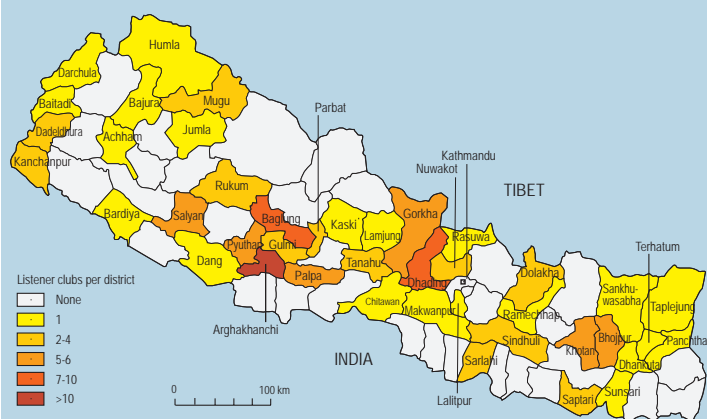 Humla
Darchula
Baitadi
Bajura
Mugu
Parbat
Dadeldhura
Achham
Jumla
Kathmandu
Nuwakot
Kanchanpur
TIBET
Rukum
Bardiya
Salyan
Baglung
Kaski
Gorkha
Lamjung
Rasuwa
Terhatum
Pyuthan
Gulmi
Dang
Palpa
Tanahu
Dhading
Dolakha
Sankhu-
wasabha
Taplejung
Listener clubs per district
None
1
2-4
5-6
7-10
>10
Chitawan
Makwanpur
Ramechhap
Sindhuli
Khotan
Bhojpur
Panchtha
Dhankuta
Arghakhanchi
INDIA
Sarlahi
Lalitpur
Saptari
Sunsari
0
100 km